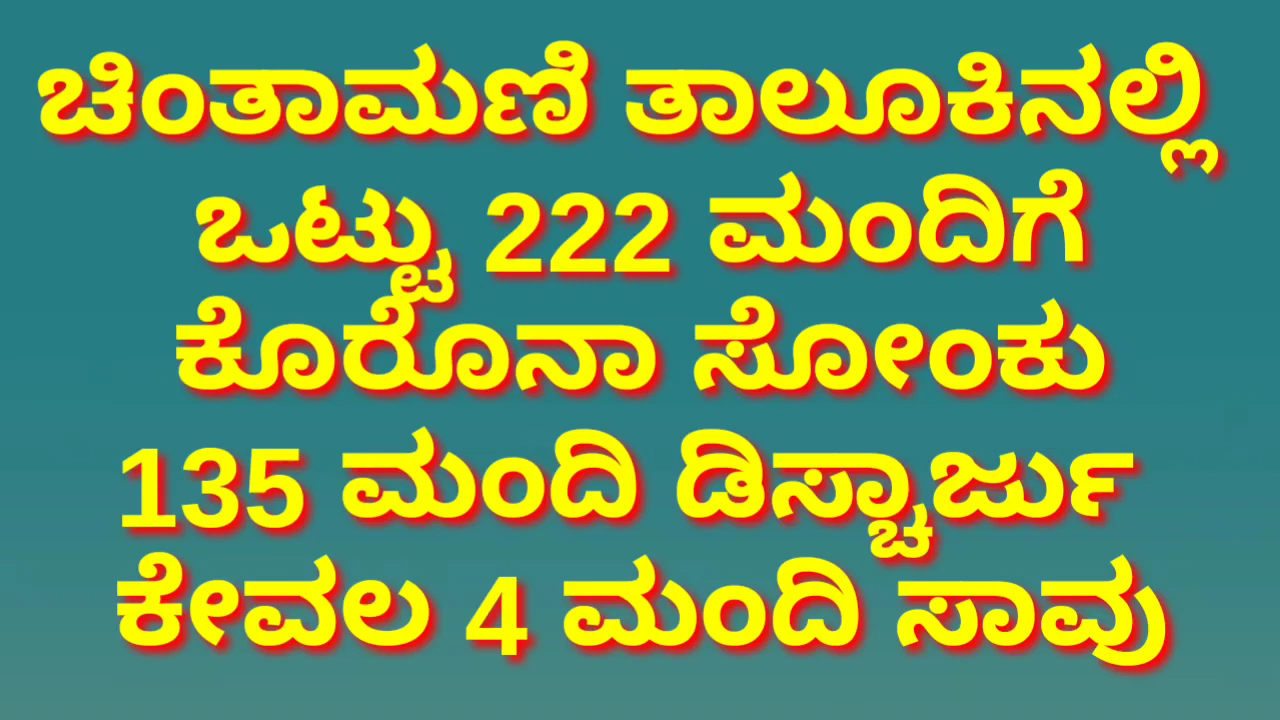 ಚಿಂತಾಮಣಿ ತಾಲೂಕಿನಲ್ಲಿ
ಒಟ್ಟು 222 ಮಂದಿಗೆ
ಕೊರೊನಾ ಸೋಂಕು
135 ಮಂದಿ ಡಿಸ್ಚಾರ್ಜು
ಕೇವಲ 4 ಮಂದಿ ಸಾವು